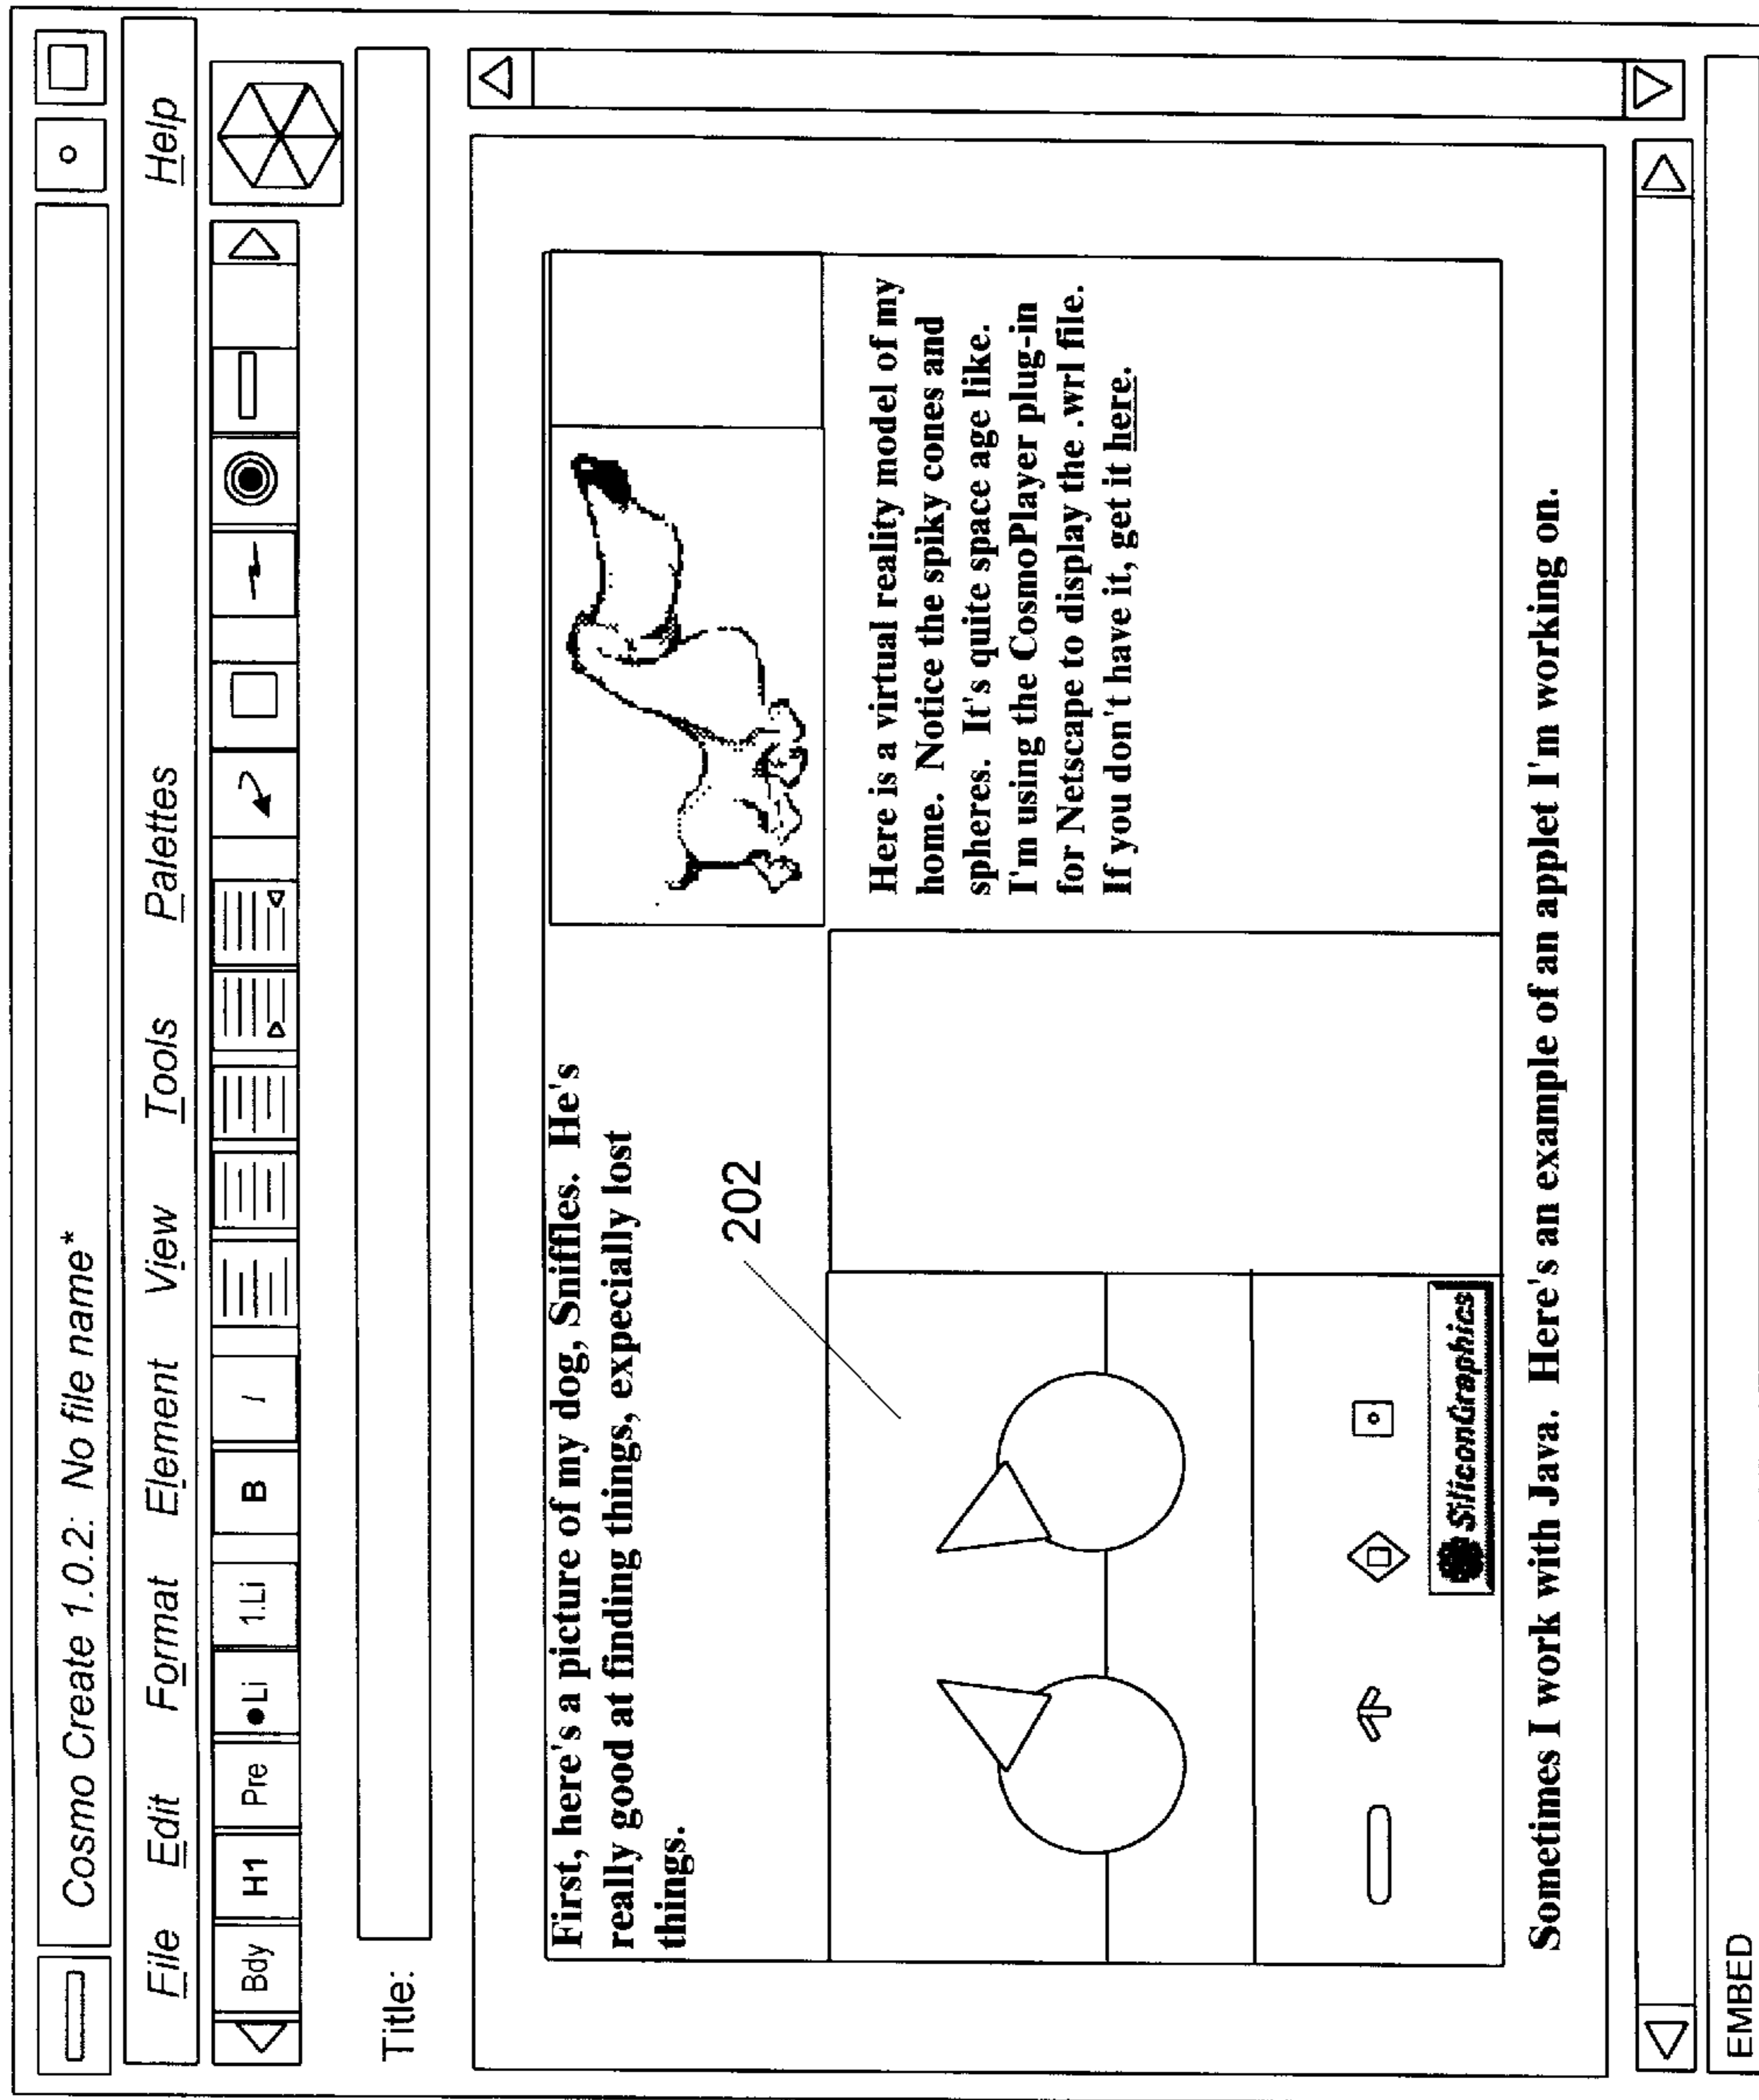 Cosmo Create 1.0.2: No file name*
File Edit Format Element View Tools Palettes Help
Bdy H1 Pre ●Li 1.Li B I
Title:
First, here's a picture of my dog, Sniffles. He's
really good at finding things, expecially lost
things.
202
Here is a virtual reality model of my
home. Notice the spiky cones and
spheres. It's quite space age like.
I'm using the CosmoPlayer plug-in
for Netscape to display the .wrl file.
If you don't have it, get it here.
SiliconGraphics
Sometimes I work with Java. Here's an example of an applet I'm working on.
EMBED